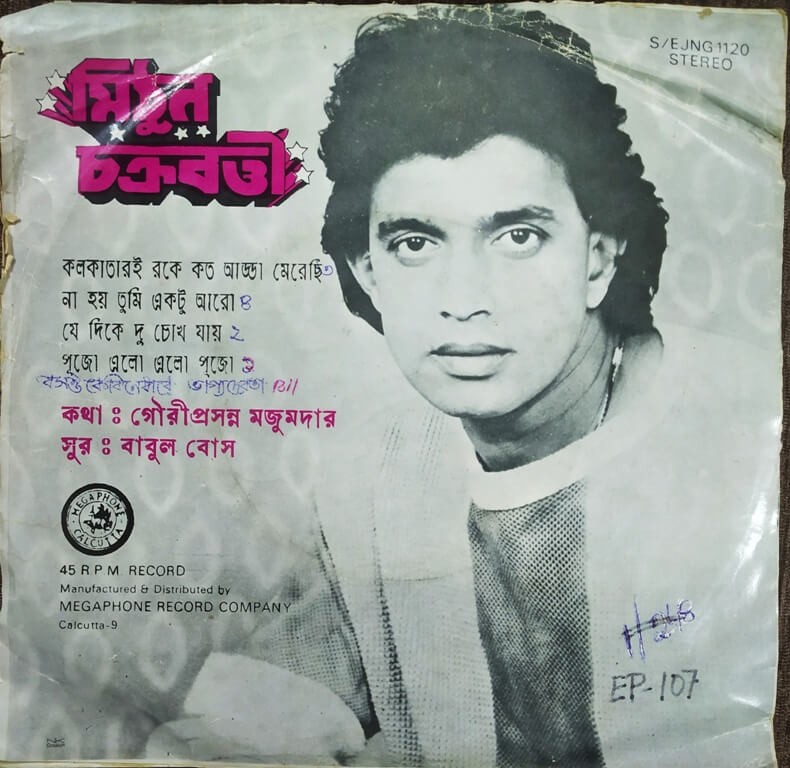 S/EJNG 1120
STEREO
মিঠুন
চক্রবর্ত্তী
কলকাতারই রকে কত আড্ডা মেরেছি ৩
না হয় তুমি একটু আরো ৪
যে দিকে দু চোখ যায় ২
পূজো এলো এলো পূজো
কথা : গৌরীপ্রসন্ন মজুমদার
সুর : বাবুল বোস
MEGAPHONE
CALCUTTA
45 R P M RECORD
Manufactured & Distributed by
MEGAPHONE RECORD COMPANY
Calcutta-9
H 248
EP-107